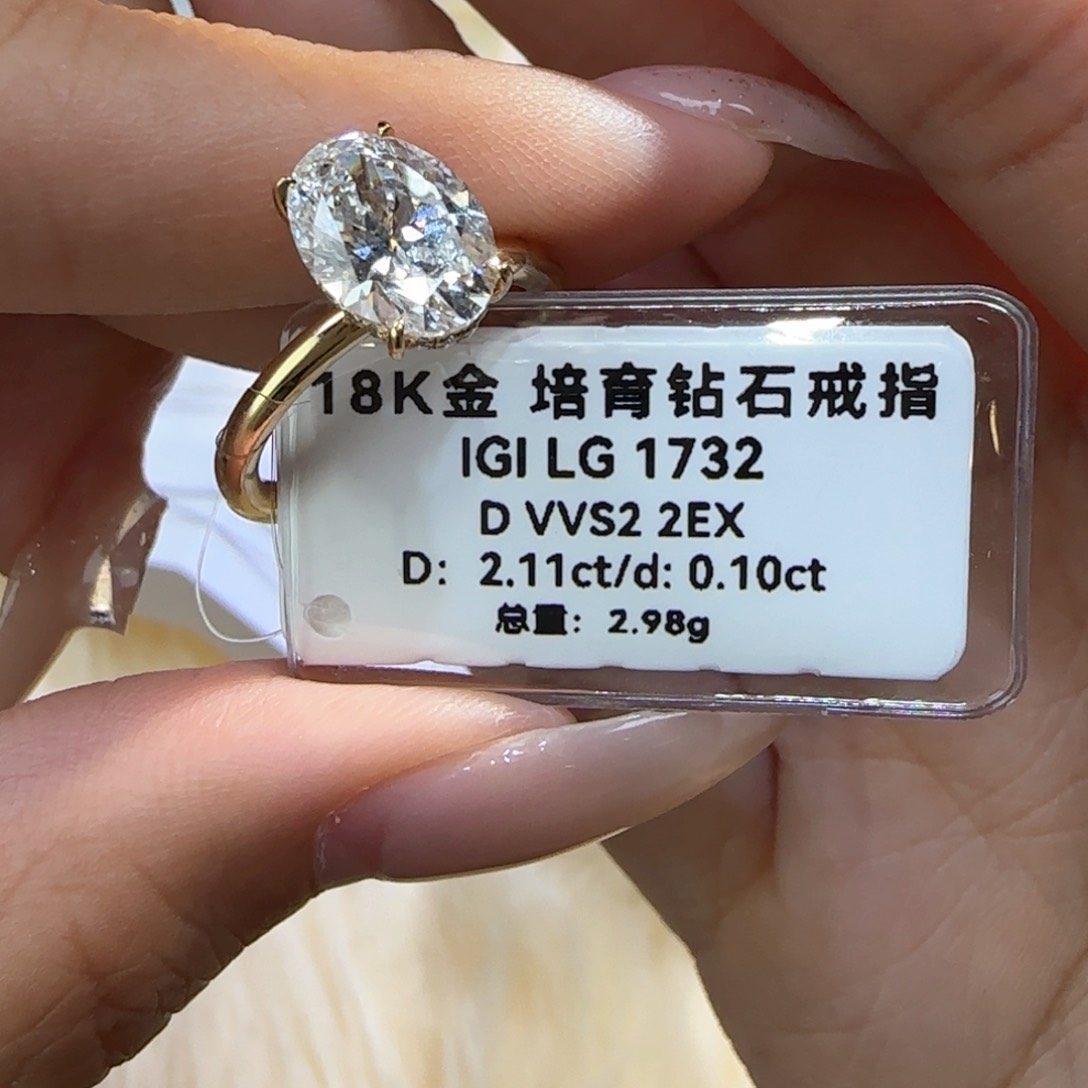 18K金 培育钻石戒指
IGI LG 1732
D VVS2 2EX
D: 2.11ct/d: 0.10ct
总重: 2.98g